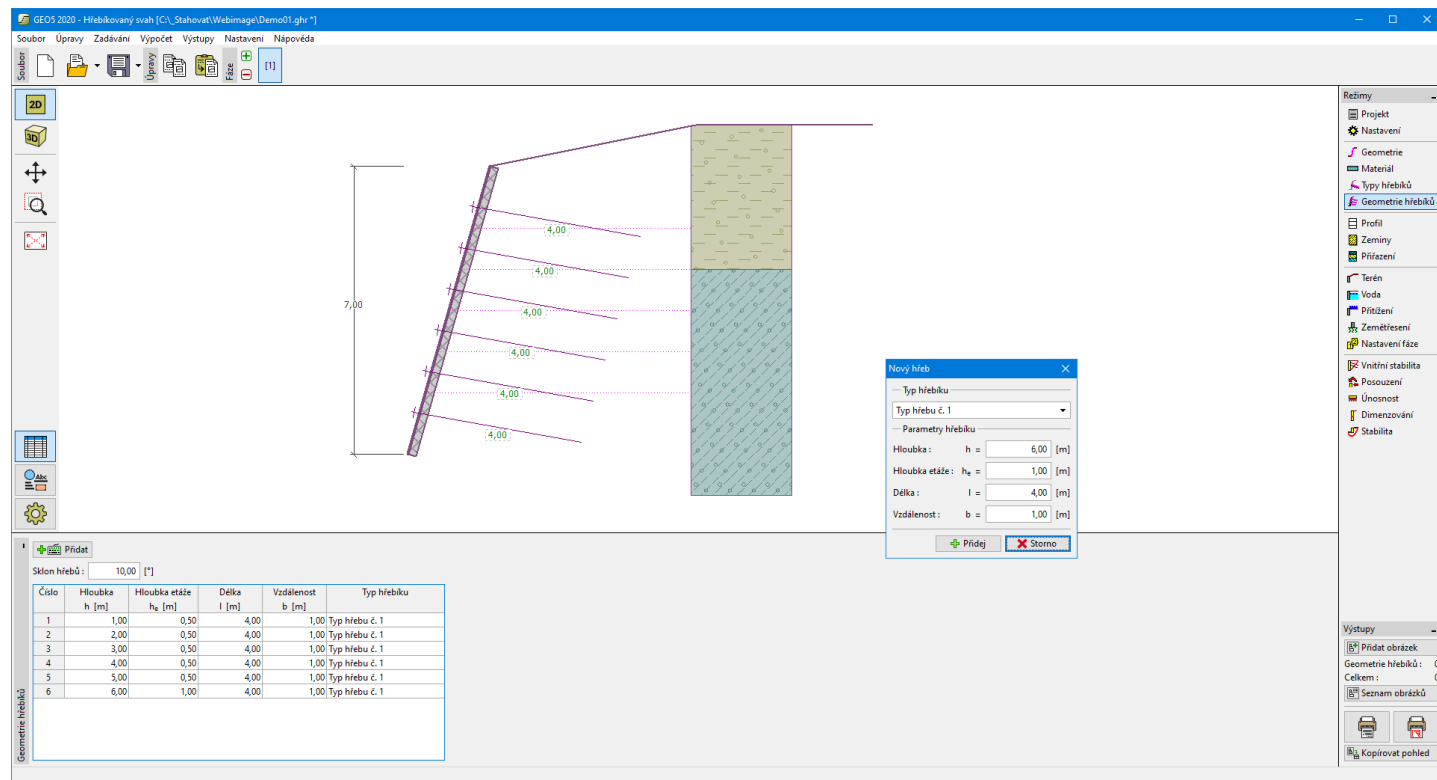 GEO5 2020 - Hřebíkovaný svah [C:\_Stahovat\Webimage\Demo01.ghr *]
Soubor Úpravy Zadávání Výpočet Výstupy Nastavení Nápověda
Soubor
Úpravy
Fáze
[1]
2D
3D
Abc
7,00
4,00
4,00
4,00
4,00
4,00
4,00
Nový hřeb
Typ hřebíku
Typ hřebu č. 1
Parametry hřebíku
Hloubka : h = 6,00 [m]
Hloubka etáže : he = 1,00 [m]
Délka : l = 4,00 [m]
Vzdálenost : b = 1,00 [m]
Přidej Storno
Režimy
Projekt
Nastavení
Geometrie
Materiál
Typy hřebíků
Geometrie hřebíků
Profil
Zeminy
Přiřazení
Terén
Voda
Přitížení
Zemětřesení
Nastavení fáze
Vnitřní stabilita
Posouzení
Únosnost
Dimenzování
Stabilita
Geometrie hřebíků
Přidat
Sklon hřebů : 10,00 [°]
Číslo Hloubka Hloubka etáže Délka Vzdálenost Typ hřebíku
h [m] he [m] l [m] b [m]
1 1,00 0,50 4,00 1,00 Typ hřebu č. 1
2 2,00 0,50 4,00 1,00 Typ hřebu č. 1
3 3,00 0,50 4,00 1,00 Typ hřebu č. 1
4 4,00 0,50 4,00 1,00 Typ hřebu č. 1
5 5,00 0,50 4,00 1,00 Typ hřebu č. 1
6 6,00 1,00 4,00 1,00 Typ hřebu č. 1
Výstupy
Přidat obrázek
Geometrie hřebíků :
Celkem :
Seznam obrázků
Kopírovat pohled